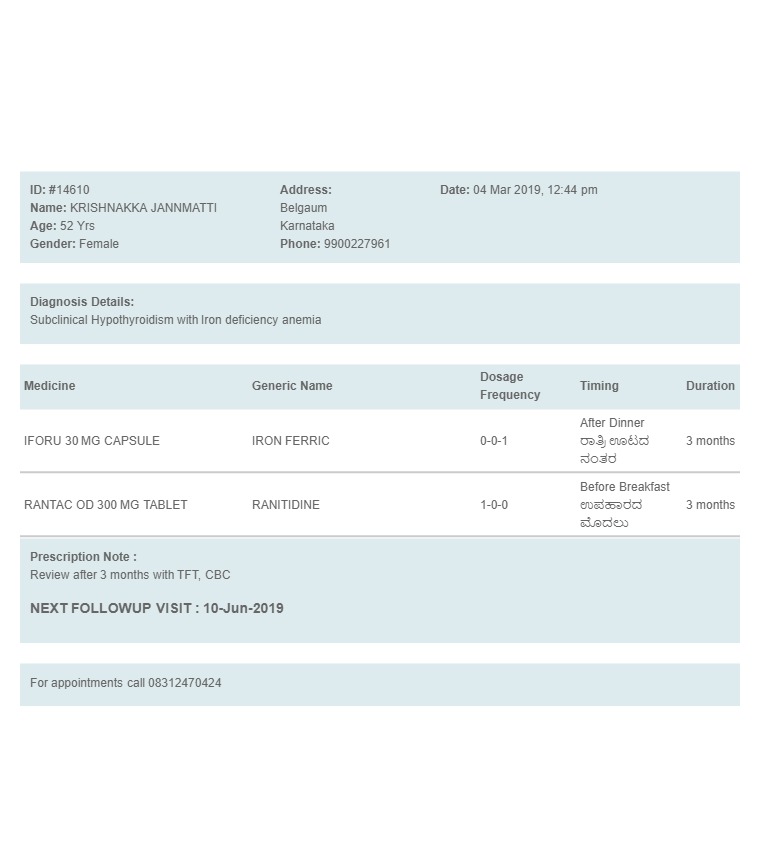 ID: #14610
Name: KRISHNAKKA JANNMATTI
Age: 52 Yrs
Gender: Female
Address:
Belgaum
Karnataka
Phone: 9900227961
Date: 04 Mar 2019, 12:44 pm
Diagnosis Details:
Subclinical Hypothyroidism with Iron deficiency anemia
Medicine Generic Name Dosage Frequency Timing Duration
IFORU 30 MG CAPSULE IRON FERRIC 0-0-1 After Dinner ರಾತ್ರಿ ಊಟದ ನಂತರ 3 months
RANTAC OD 300 MG TABLET RANITIDINE 1-0-0 Before Breakfast ಉಪಹಾರದ ಮೊದಲು 3 months
Prescription Note :
Review after 3 months with TFT, CBC
NEXT FOLLOWUP VISIT : 10-Jun-2019
For appointments call 08312470424